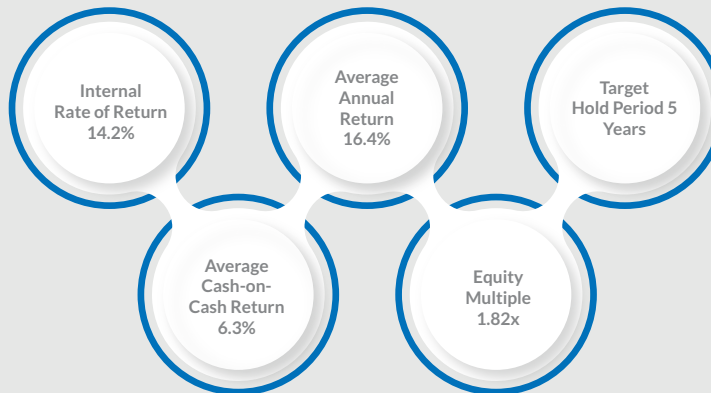 Internal
Rate of Return
14.2%
Average
Cash-on-
Cash Return
6.3%
Average
Annual
Return
16.4%
Equity
Multiple
1.82x
Target
Hold Period 5
Years